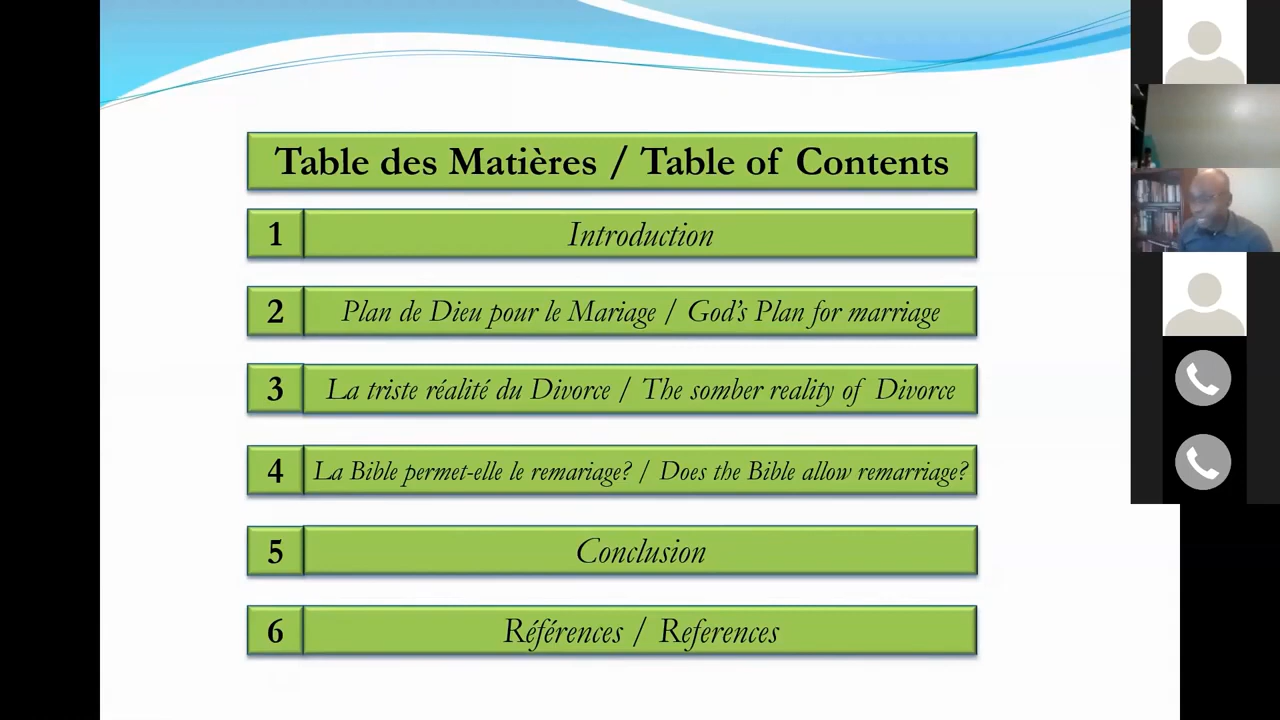 Table des Matières / Table of Contents
1 Introduction
2 Plan de Dieu pour le Mariage / God's Plan for marriage
3 La triste réalité du Divorce / The somber reality of Divorce
4 La Bible permet-elle le remariage? / Does the Bible allow remarriage?
5 Conclusion
6 Références / References